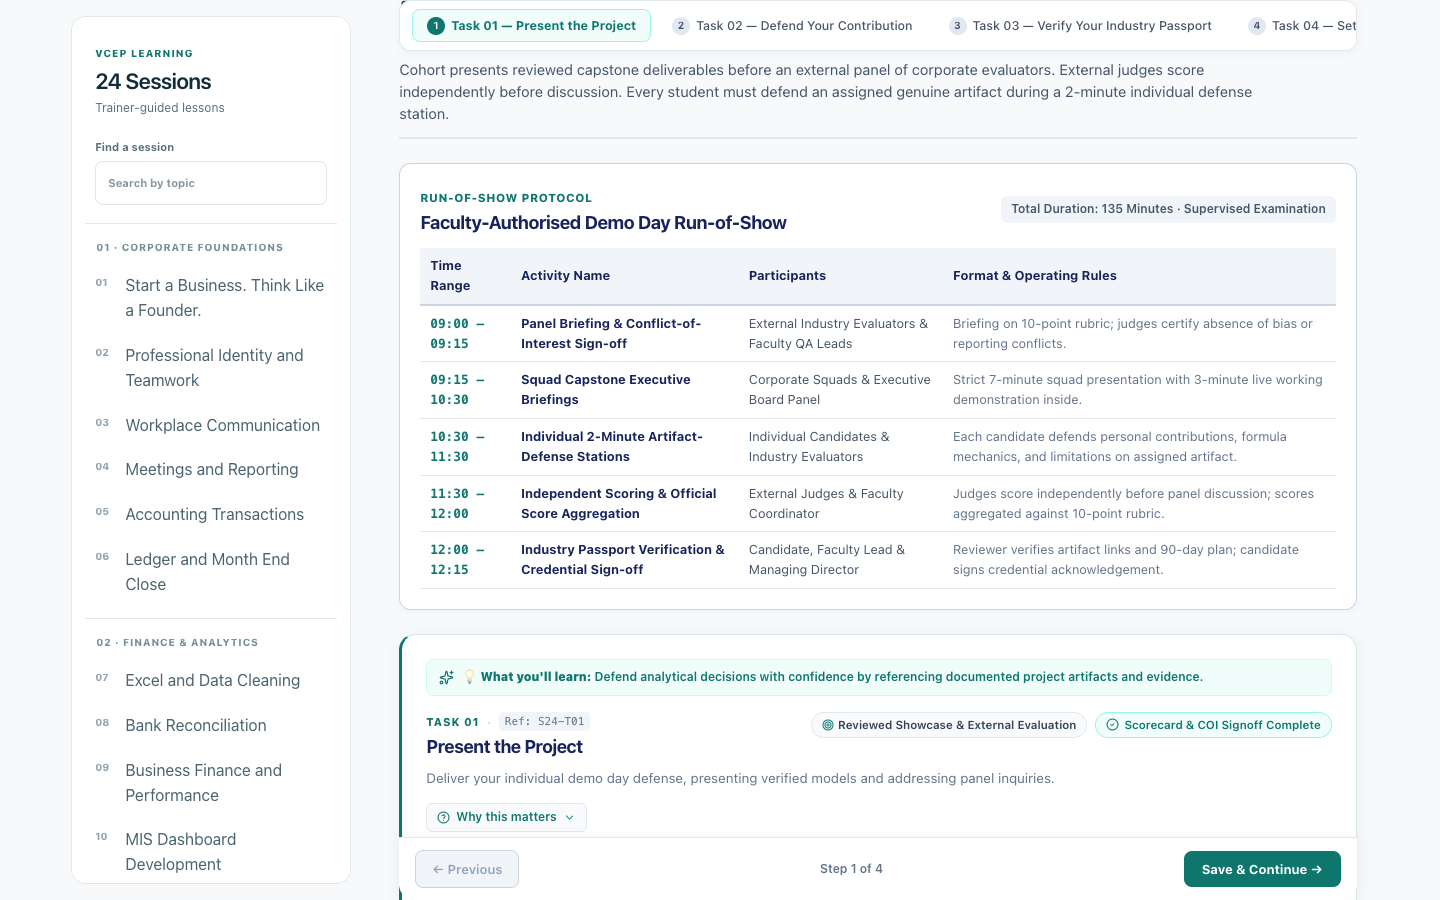 VCEP LEARNING
24 Sessions
Trainer-guided lessons
Find a session
Search by topic
01 · CORPORATE FOUNDATIONS
01 Start a Business. Think Like
a Founder.
02 Professional Identity and
Teamwork
03 Workplace Communication
04 Meetings and Reporting
05 Accounting Transactions
06 Ledger and Month End
Close
02 · FINANCE & ANALYTICS
07 Excel and Data Cleaning
08 Bank Reconciliation
09 Business Finance and
Performance
10 MIS Dashboard
Development
1 Task 01 — Present the Project
2 Task 02 — Defend Your Contribution
3 Task 03 — Verify Your Industry Passport
4 Task 04 — Set
Cohort presents reviewed capstone deliverables before an external panel of corporate evaluators. External judges score
independently before discussion. Every student must defend an assigned genuine artifact during a 2-minute individual defense
station.
RUN-OF-SHOW PROTOCOL
Faculty-Authorised Demo Day Run-of-Show
Total Duration: 135 Minutes · Supervised Examination
Time
Range
Activity Name
Participants
Format & Operating Rules
09:00 –
09:15
Panel Briefing & Conflict-of-
Interest Sign-off
External Industry Evaluators &
Faculty QA Leads
Briefing on 10-point rubric; judges certify absence of bias or
reporting conflicts.
09:15 –
10:30
Squad Capstone Executive
Briefings
Corporate Squads & Executive
Board Panel
Strict 7-minute squad presentation with 3-minute live working
demonstration inside.
10:30 –
11:30
Individual 2-Minute Artifact-
Defense Stations
Individual Candidates &
Industry Evaluators
Each candidate defends personal contributions, formula
mechanics, and limitations on assigned artifact.
11:30 –
12:00
Independent Scoring & Official
Score Aggregation
External Judges & Faculty
Coordinator
Judges score independently before panel discussion; scores
aggregated against 10-point rubric.
12:00 –
12:15
Industry Passport Verification &
Credential Sign-off
Candidate, Faculty Lead &
Managing Director
Reviewer verifies artifact links and 90-day plan; candidate
signs credential acknowledgement.
💡 What you'll learn: Defend analytical decisions with confidence by referencing documented project artifacts and evidence.
TASK 01 · Ref: S24-T01
Reviewed Showcase & External Evaluation
Scorecard & COI Signoff Complete
Present the Project
Deliver your individual demo day defense, presenting verified models and addressing panel inquiries.
Why this matters
← Previous
Step 1 of 4
Save & Continue →